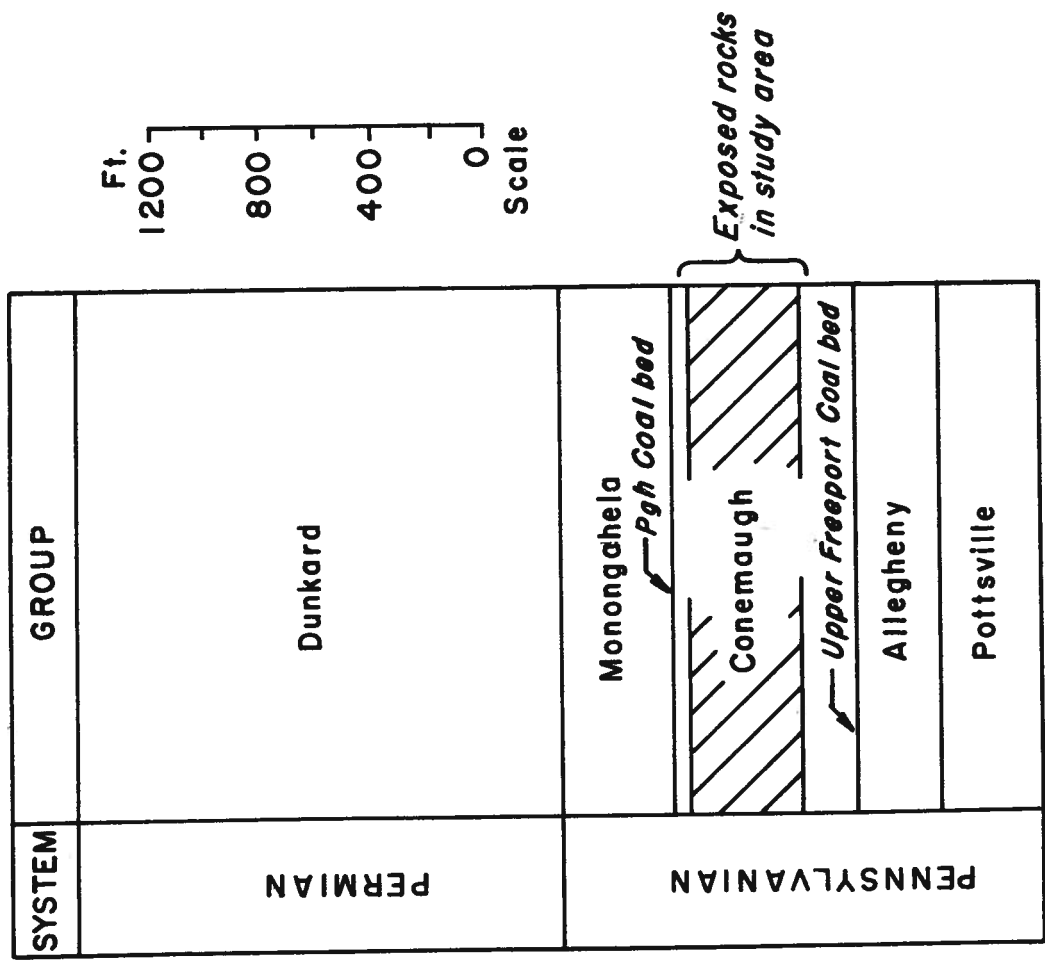 SYSTEM
GROUP
PERMIAN
Dunkard
PENNSYLVANIAN
Monongahela
Pgh Coal bed
Conemaugh
Upper Freeport Coal bed
Allegheny
Pottsville
Ft.
1200
800
400
0
Scale
Exposed rocks
in study area